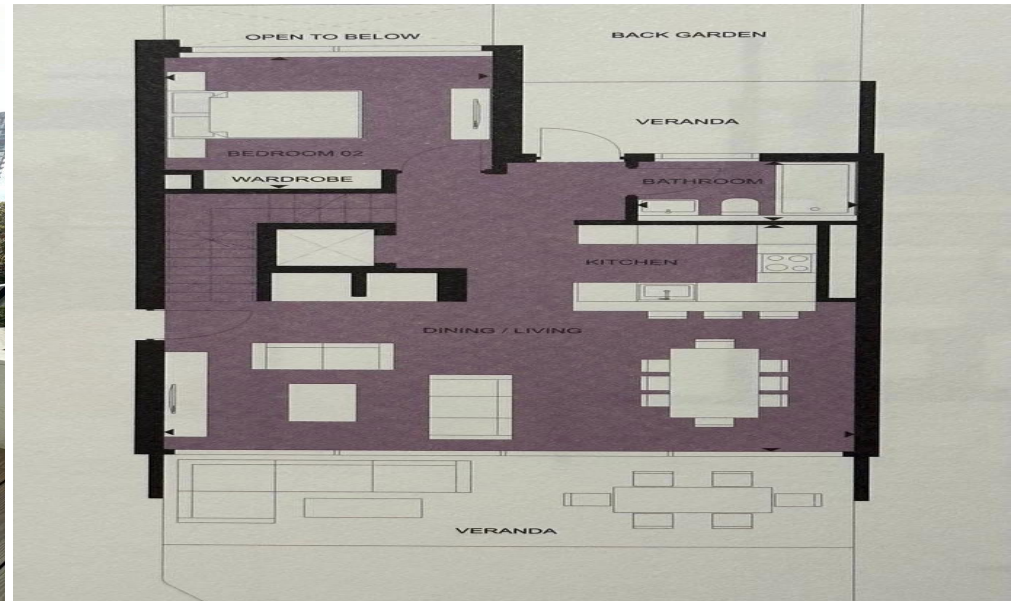 OPEN TO BELOW
BACK GARDEN
VERANDA
BEDROOM 02
WARDROBE
BATHROOM
KITCHEN
DINING / LIVING
VERANDA